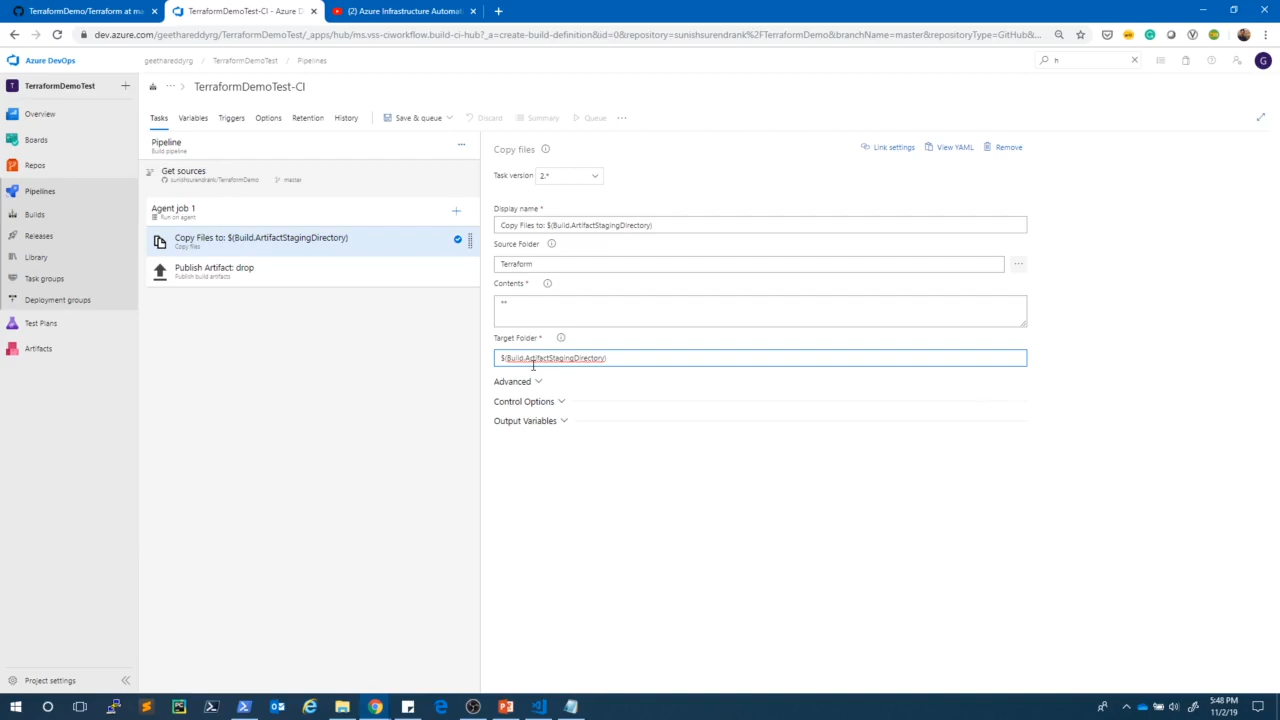 TerraformDemo/Terraform at ma
TerraformDemoTest-CI - Azure D
(2) Azure Infrastructure Automat
dev.azure.com/geethareddyrg/TerraformDemoTest/_apps/hub/ms.vss-ciworkflow.build-ci-hub?_a=create-build-definition&id=0&repository=sunishsurendrank%2FTerraformDemo&branchName=master&repositoryType=GitHub&...
Azure DevOps
geethareddyrg / TerraformDemoTest / Pipelines
h
G
T TerraformDemoTest
TerraformDemoTest-CI
Overview
Boards
Repos
Pipelines
Builds
Releases
Library
Task groups
Deployment groups
Test Plans
Artifacts
Project settings
Tasks Variables Triggers Options Retention History Save & queue Discard Summary Queue ...
Pipeline
Build pipeline
Get sources
sunishsurendrank/TerraformDemo master
Agent job 1
Run on agent
Copy Files to: $(Build.ArtifactStagingDirectory)
Copy files
Publish Artifact: drop
Publish build artifacts
Copy files
Link settings View YAML Remove
Task version 2.*
Display name *
Copy Files to: $(Build.ArtifactStagingDirectory)
Source Folder
Terraform
Contents *
**
Target Folder *
$(Build.ArtifactStagingDirectory)
Advanced
Control Options
Output Variables
5:48 PM
11/2/19